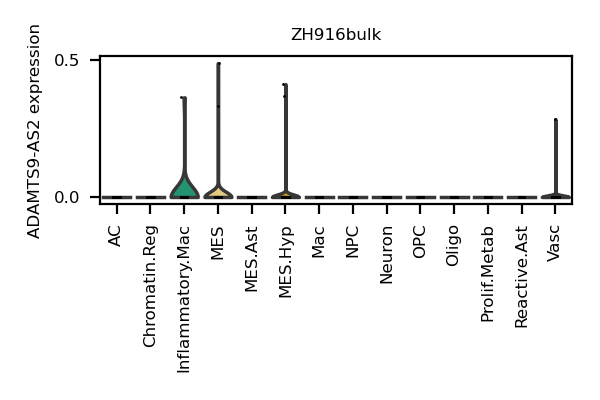 ZH916bulk
ADAMTS9-AS2 expression
0.5
0.0
AC
Chromatin.Reg
Inflammatory.Mac
MES
MES.Ast
MES.Hyp
Mac
NPC
Neuron
OPC
Oligo
Prolif.Metab
Reactive.Ast
Vasc